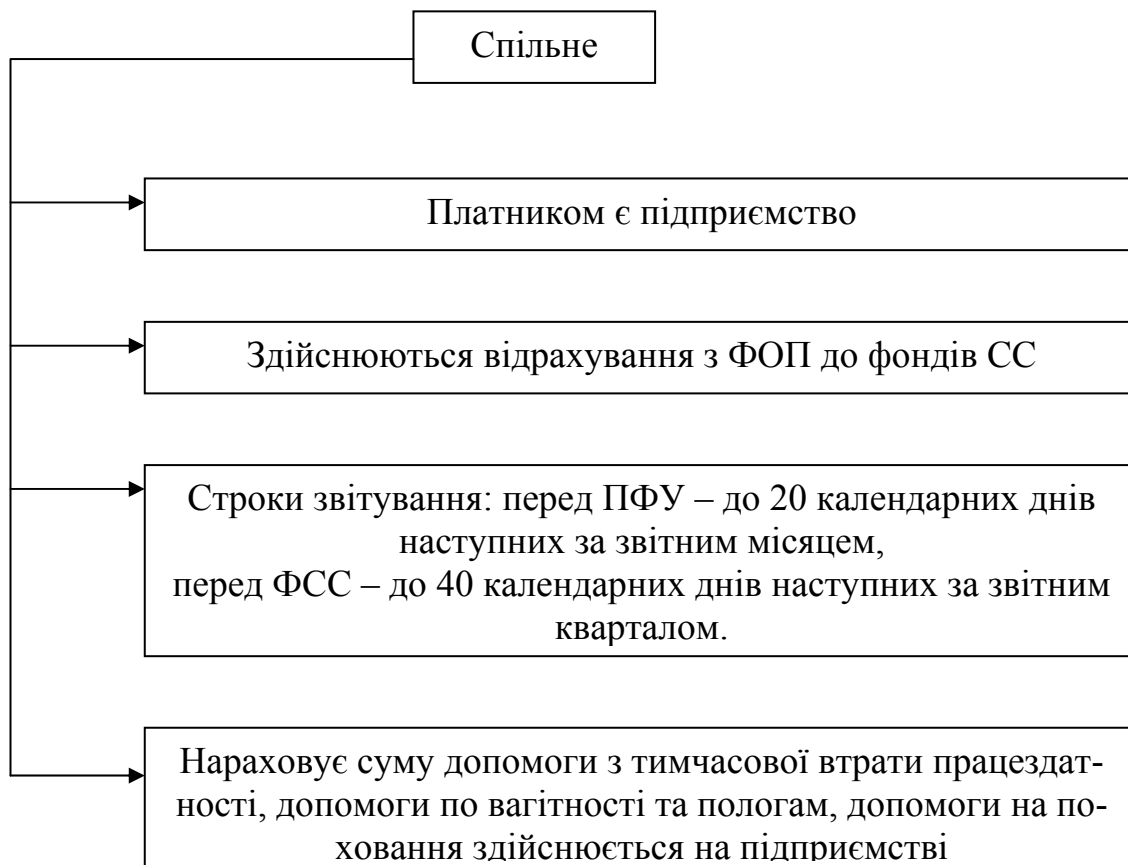 Спільне
Платником є підприємство
Здійснюються відрахування з ФОП до фондів СС
Строки звітування: перед ПФУ – до 20 календарних днів
наступних за звітним місяцем,
перед ФСС – до 40 календарних днів наступних за звітним
кварталом.
Нараховує суму допомоги з тимчасової втрати працездат-
ності, допомоги по вагітності та пологам, допомоги на по-
ховання здійснюється на підприємстві